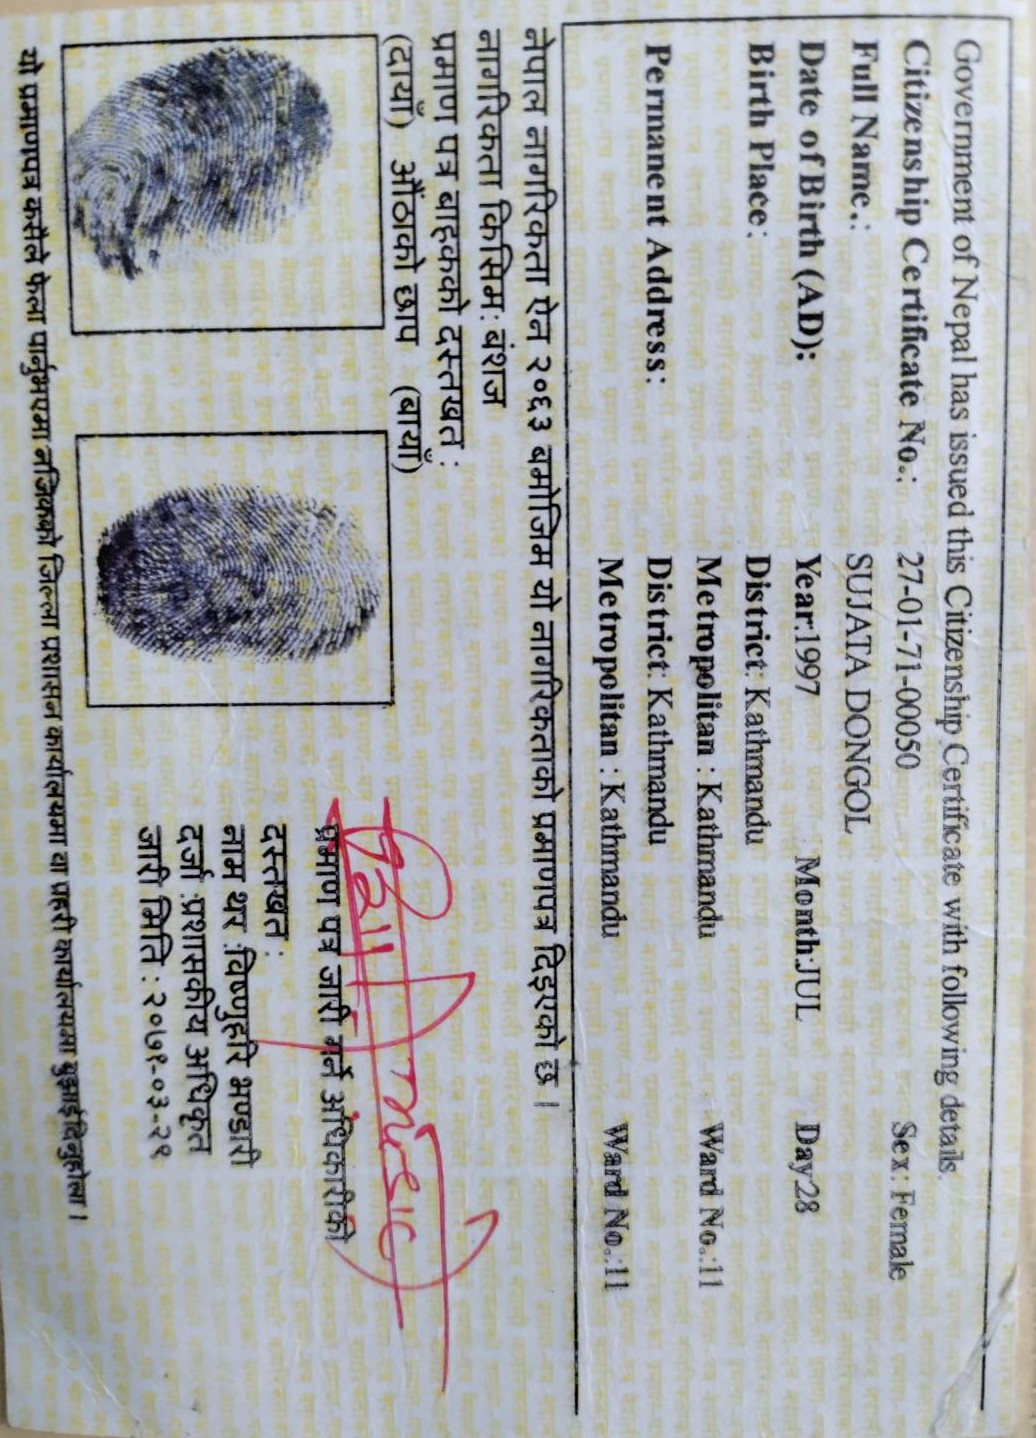 Government of Nepal has issued this Citizenship Certificate with following details.
Citizenship Certificate No.: 27-01-71-00050 Sex: Female
Full Name.: SUJATA DONGOL
Date of Birth (AD): Year:1997 Month:JUL Day:28
Birth Place: District: Kathmandu
Metropolitan : Kathmandu Ward No.:11
Permanent Address: District: Kathmandu
Metropolitan : Kathmandu Ward No.:11
नेपाल नागरिकता ऐन २०६३ बमोजिम यो नागरिकताको प्रमाणपत्र दिइएको छ ।
नागरिकता किसिम: बंशज
प्रमाण पत्र बाहकको दस्तखत :
(दायाँ) औंठाको छाप (बायाँ)
प्रमाण पत्र जारी गर्ने अधिकारीको
दस्तखत :
नाम थर :विष्णुहरि भण्डारी
दर्जा :प्रशासकीय अधिकृत
जारी मिति : २०७१-०३-२९
यो प्रमाणपत्र कसैले फेला पार्नुभएमा नजिकको जिल्ला प्रशासन कार्यालयमा वा प्रहरी कार्यालयमा बुझाईदिनुहोला ।